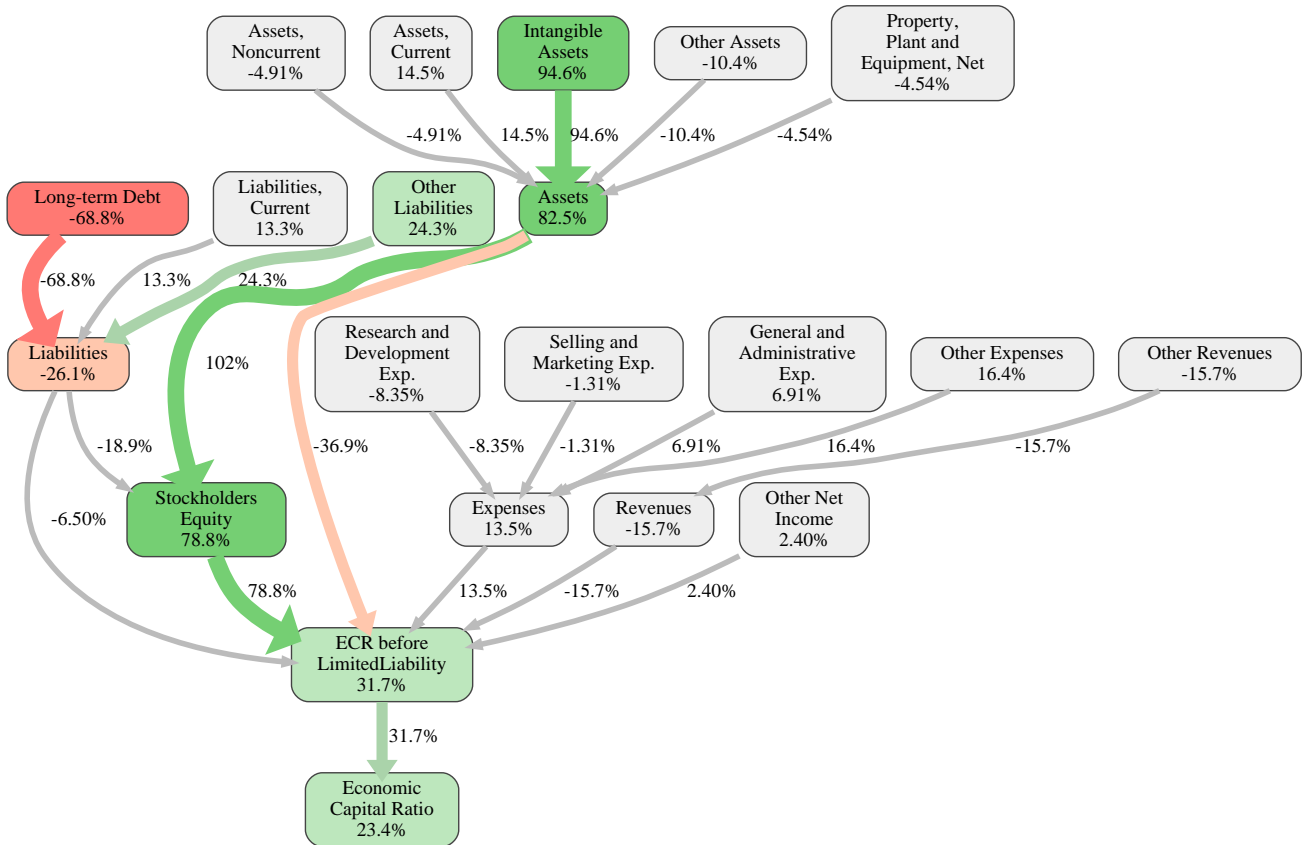 Assets,
Noncurrent
-4.91%
Assets,
Current
14.5%
Intangible
Assets
94.6%
Other Assets
-10.4%
Property,
Plant and
Equipment, Net
-4.54%
-4.91%
14.5%
94.6%
-10.4%
-4.54%
Long-term Debt
-68.8%
Liabilities,
Current
13.3%
Other
Liabilities
24.3%
Assets
82.5%
-68.8%
13.3%
24.3%
Liabilities
-26.1%
102%
Research and
Development
Exp.
-8.35%
Selling and
Marketing Exp.
-1.31%
General and
Administrative
Exp.
6.91%
Other Expenses
16.4%
Other Revenues
-15.7%
-18.9%
-36.9%
-8.35%
-1.31%
6.91%
16.4%
-15.7%
-6.50%
Stockholders
Equity
78.8%
Expenses
13.5%
Revenues
-15.7%
Other Net
Income
2.40%
78.8%
13.5%
-15.7%
2.40%
ECR before
LimitedLiability
31.7%
31.7%
Economic
Capital Ratio
23.4%